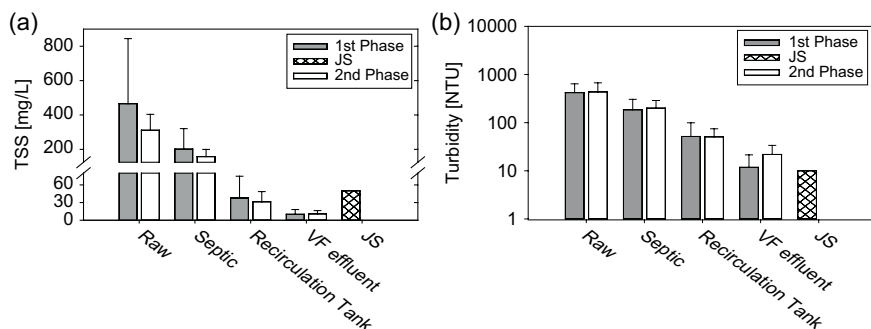 (a)
TSS [mg/L]
800
600
400
200
60
30
0
1st Phase
JS
2nd Phase
Raw
Septic
Recirculation Tank
VF effluent
JS
(b)
Turbidity [NTU]
10000
1000
100
10
1
1st Phase
JS
2nd Phase
Raw
Septic
Recirculation Tank
VF effluent
JS